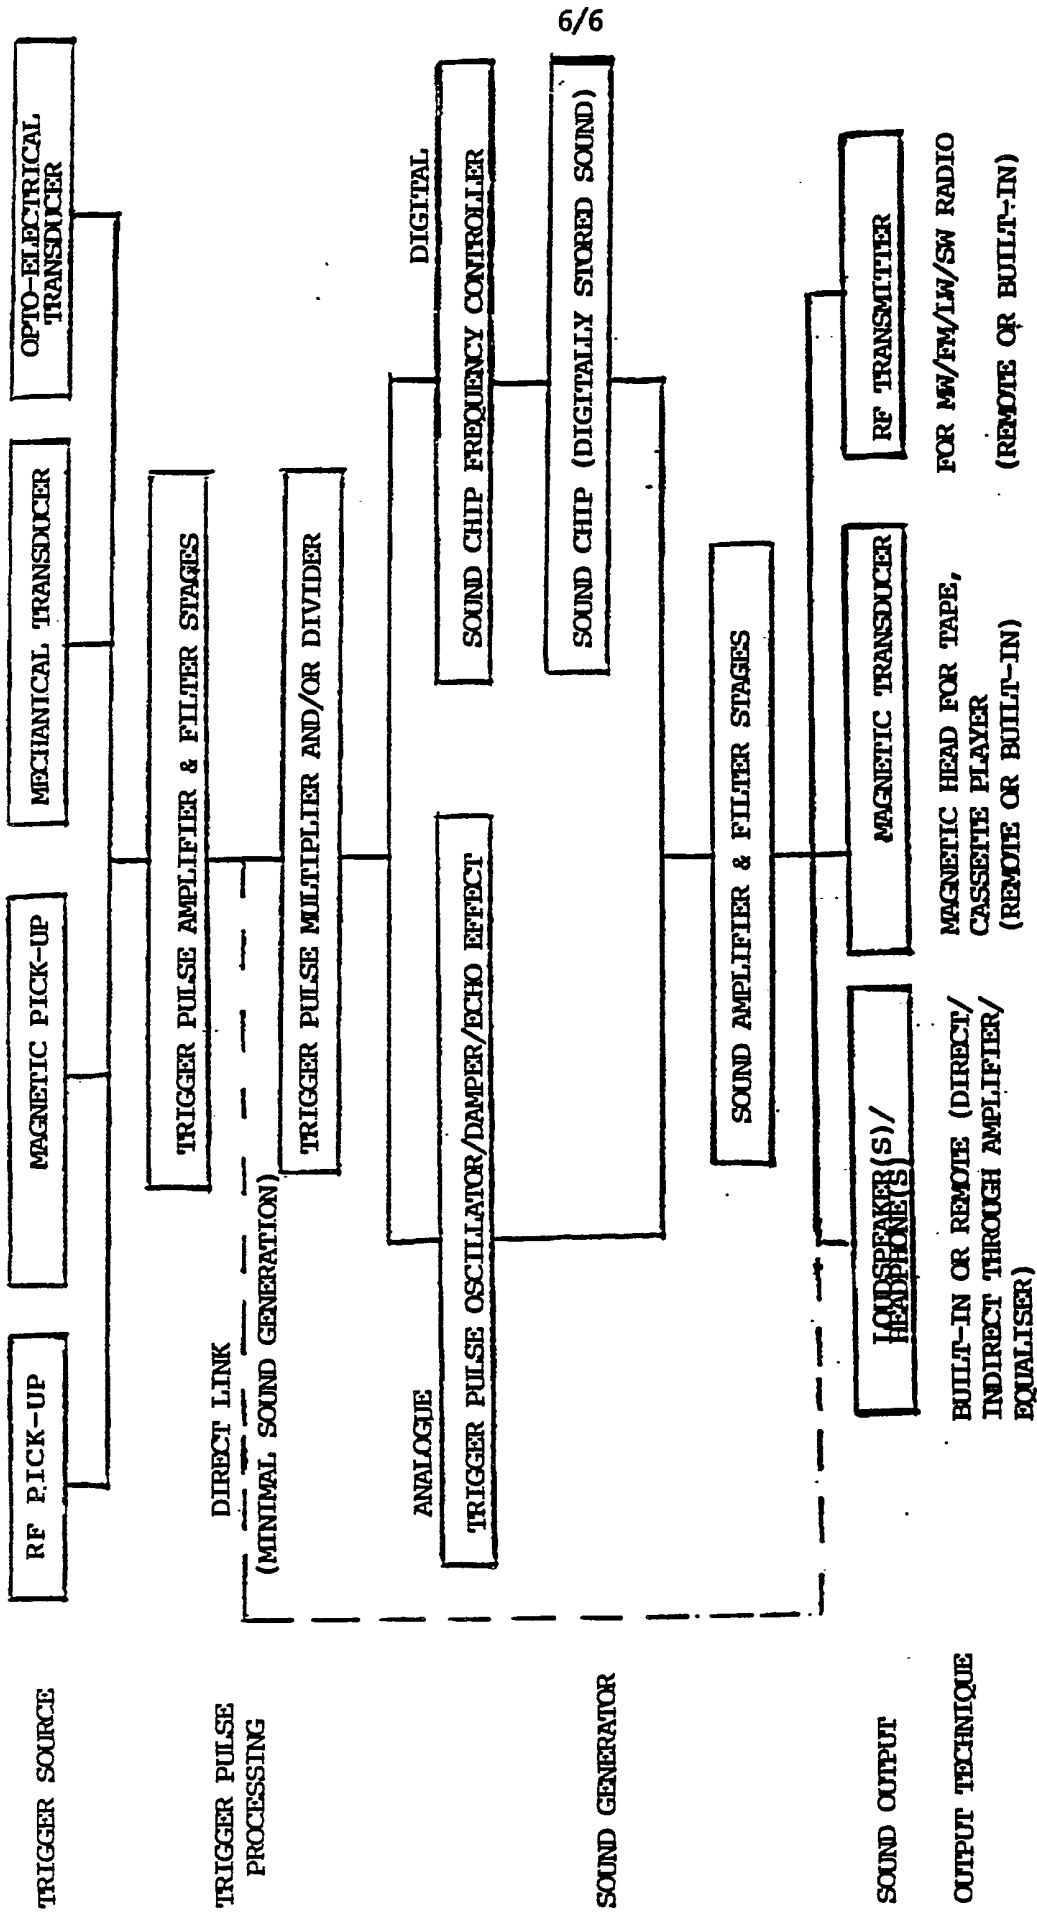 6/6
TRIGGER SOURCE
RF PICK-UP
MAGNETIC PICK-UP
MECHANICAL TRANSDUCER
OPTO-ELECTRICAL
TRANSDUCER
TRIGGER PULSE
PROCESSING
TRIGGER PULSE AMPLIFIER & FILTER STAGES
DIRECT LINK
(MINIMAL SOUND GENERATION)
TRIGGER PULSE MULTIPLIER AND/OR DIVIDER
SOUND GENERATOR
ANALOGUE
TRIGGER PULSE OSCILLATOR/DAMPER/ECHO EFFECT
DIGITAL
SOUND CHIP FREQUENCY CONTROLLER
SOUND CHIP (DIGITALLY STORED SOUND)
SOUND AMPLIFIER & FILTER STAGES
SOUND OUTPUT
LOUDSPEAKER(S)/
HEADPHONE(S)
MAGNETIC TRANSDUCER
RF TRANSMITTER
OUTPUT TECHNIQUE
BUILT-IN OR REMOTE (DIRECT/
INDIRECT THROUGH AMPLIFIER/
EQUALISER)
MAGNETIC HEAD FOR TAPE,
CASSETTE PLAYER
(REMOTE OR BUILT-IN)
FOR MW/FM/LW/SW RADIO
(REMOTE OR BUILT-IN)